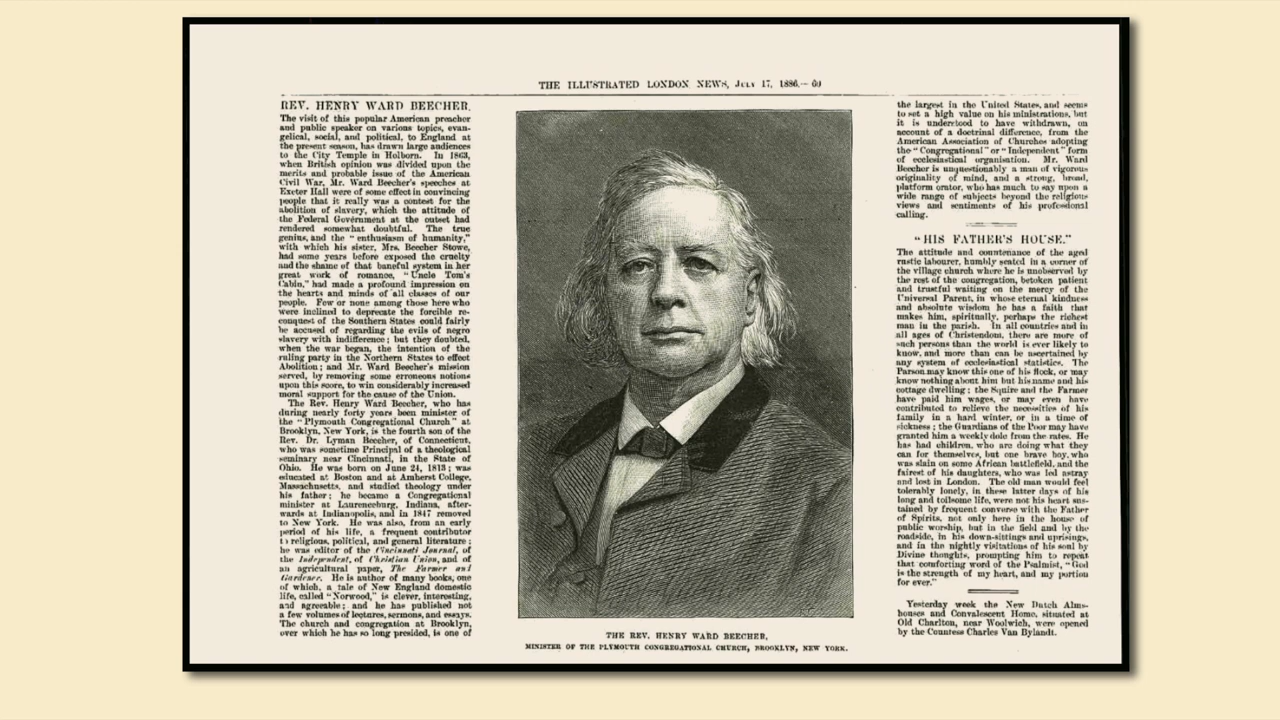 THE ILLUSTRATED LONDON NEWS, JULY 17, 1886.— 60
REV. HENRY WARD BEECHER.
The visit of this popular American preacher
and public speaker on various topics, evan-
gelical, social, and political, to England at
the present season, has drawn large audiences
to the City Temple in Holborn. In 1863,
when British opinion was divided upon the
merits and probable issue of the American
Civil War, Mr. Ward Beecher's speeches at
Exeter Hall were of some effect in convincing
people that it really was a contest for the
abolition of slavery, which the attitude of
the Federal Government at the outset had
rendered somewhat doubtful. The true
genius, and the "enthusiasm of humanity,"
with which his sister, Mrs. Beecher Stowe,
had some years before exposed the cruelty
and the shame of that baneful system in her
great work of romance, "Uncle Tom's
Cabin," had made a profound impression on
the hearts and minds of all classes of our
people. Few or none among those here who
were inclined to deprecate the forcible re-
conquest of the Southern States could fairly
be accused of regarding the evils of negro
slavery with indifference; but they doubted,
when the war began, the intention of the
ruling party in the Northern States to effect
Abolition; and Mr. Ward Beecher's mission
served, by removing some erroneous notions
upon this score, to win considerably increased
moral support for the cause of the Union.
The Rev. Henry Ward Beecher, who has
during nearly forty years been minister of
the "Plymouth Congregational Church" at
Brooklyn, New York, is the fourth son of the
Rev. Dr. Lyman Beecher, of Connecticut,
who was sometime Principal of a theological
seminary near Cincinnati, in the State of
Ohio. He was born on June 24, 1813; was
educated at Boston and at Amherst College,
Massachusetts, and studied theology under
his father; he became a Congregational
minister at Laurenceburg, Indiana, after-
wards at Indianapolis, and in 1847 removed
to New York. He was also, from an early
period of his life, a frequent contributor
to religious, political, and general literature;
he was editor of the Cincinnati Journal, of
the Independent, of Christian Union, and of
an agricultural paper, The Farmer and
Gardener. He is author of many books, one
of which, a tale of New England domestic
life, called "Norwood," is clever, interesting,
and agreeable; and he has published not
a few volumes of lectures, sermons, and essays.
The church and congregation at Brooklyn,
over which he has so long presided, is one of
THE REV. HENRY WARD BEECHER,
MINISTER OF THE PLYMOUTH CONGREGATIONAL CHURCH, BROOKLYN, NEW YORK.
the largest in the United States, and seems
to set a high value on his ministrations, but
it is understood to have withdrawn, on
account of a doctrinal difference, from the
American Association of Churches adopting
the "Congregational" or "Independent" form
of ecclesiastical organisation. Mr. Ward
Beecher is unquestionably a man of vigorous
originality of mind, and a strong, broad,
platform orator, who has much to say upon a
wide range of subjects beyond the religious
views and sentiments of his professional
calling.
"HIS FATHER'S HOUSE."
The attitude and countenance of the aged
rustic labourer, humbly seated in a corner of
the village church where he is unobserved by
the rest of the congregation, betoken patient
and trustful waiting on the mercy of the
Universal Parent, in whose eternal kindness
and absolute wisdom he has a faith that
makes him, spiritually, perhaps the richest
man in the parish. In all countries and in
all ages of Christendom, there are more of
such persons than the world is ever likely to
know, and more than can be ascertained by
any system of ecclesiastical statistics. The
Parson may know this one of his flock, or may
know nothing about him but his name and his
cottage dwelling; the Squire and the Farmer
have paid him wages, or may even have
contributed to relieve the necessities of his
family in a hard winter, or in a time of
sickness; the Guardians of the Poor may have
granted him a weekly dole from the rates. He
has had children, who are doing what they
can for themselves, but one brave boy, who
was slain on some African battlefield, and the
fairest of his daughters, who was led astray
and lost in London. The old man would feel
tolerably lonely, in these latter days of his
long and toilsome life, were not his heart sus-
tained by frequent converse with the Father
of Spirits, not only here in the house of
public worship, but in the field and by the
roadside, in his down-sittings and uprisings,
and in the nightly visitations of his soul by
Divine thoughts, prompting him to repeat
that comforting word of the Psalmist, "God
is the strength of my heart, and my portion
for ever."
Yesterday week the New Dutch Alms-
houses and Convalescent Home, situated at
Old Charlton, near Woolwich, were opened
by the Countess Charles Van Bylandt.